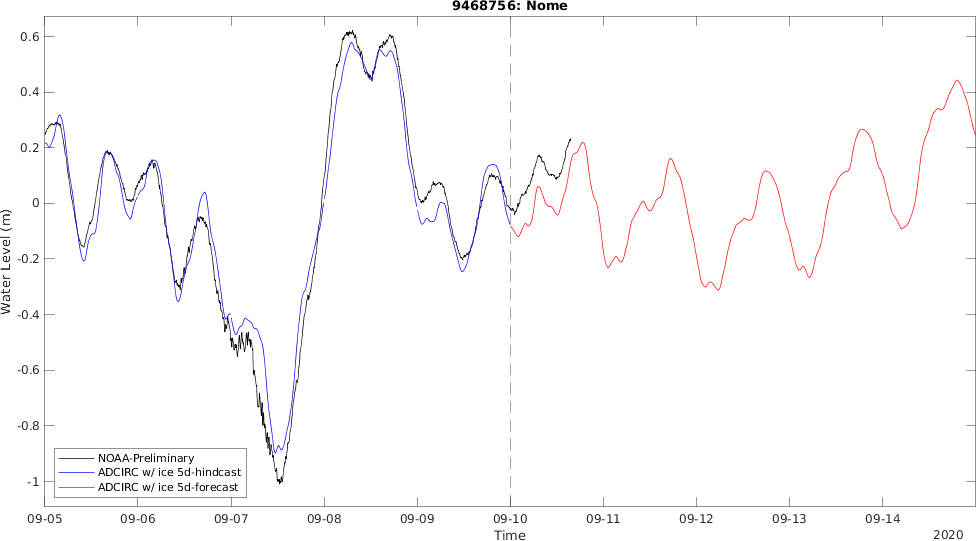 9468756: Nome
0.6
0.4
0.2
0
-0.2
-0.4
-0.6
-0.8
-1
Water Level (m)
NOAA-Preliminary
ADCIRC w/ ice 5d-hindcast
ADCIRC w/ ice 5d-forecast
09-05 09-06 09-07 09-08 09-09 09-10 09-11 09-12 09-13 09-14
Time
2020